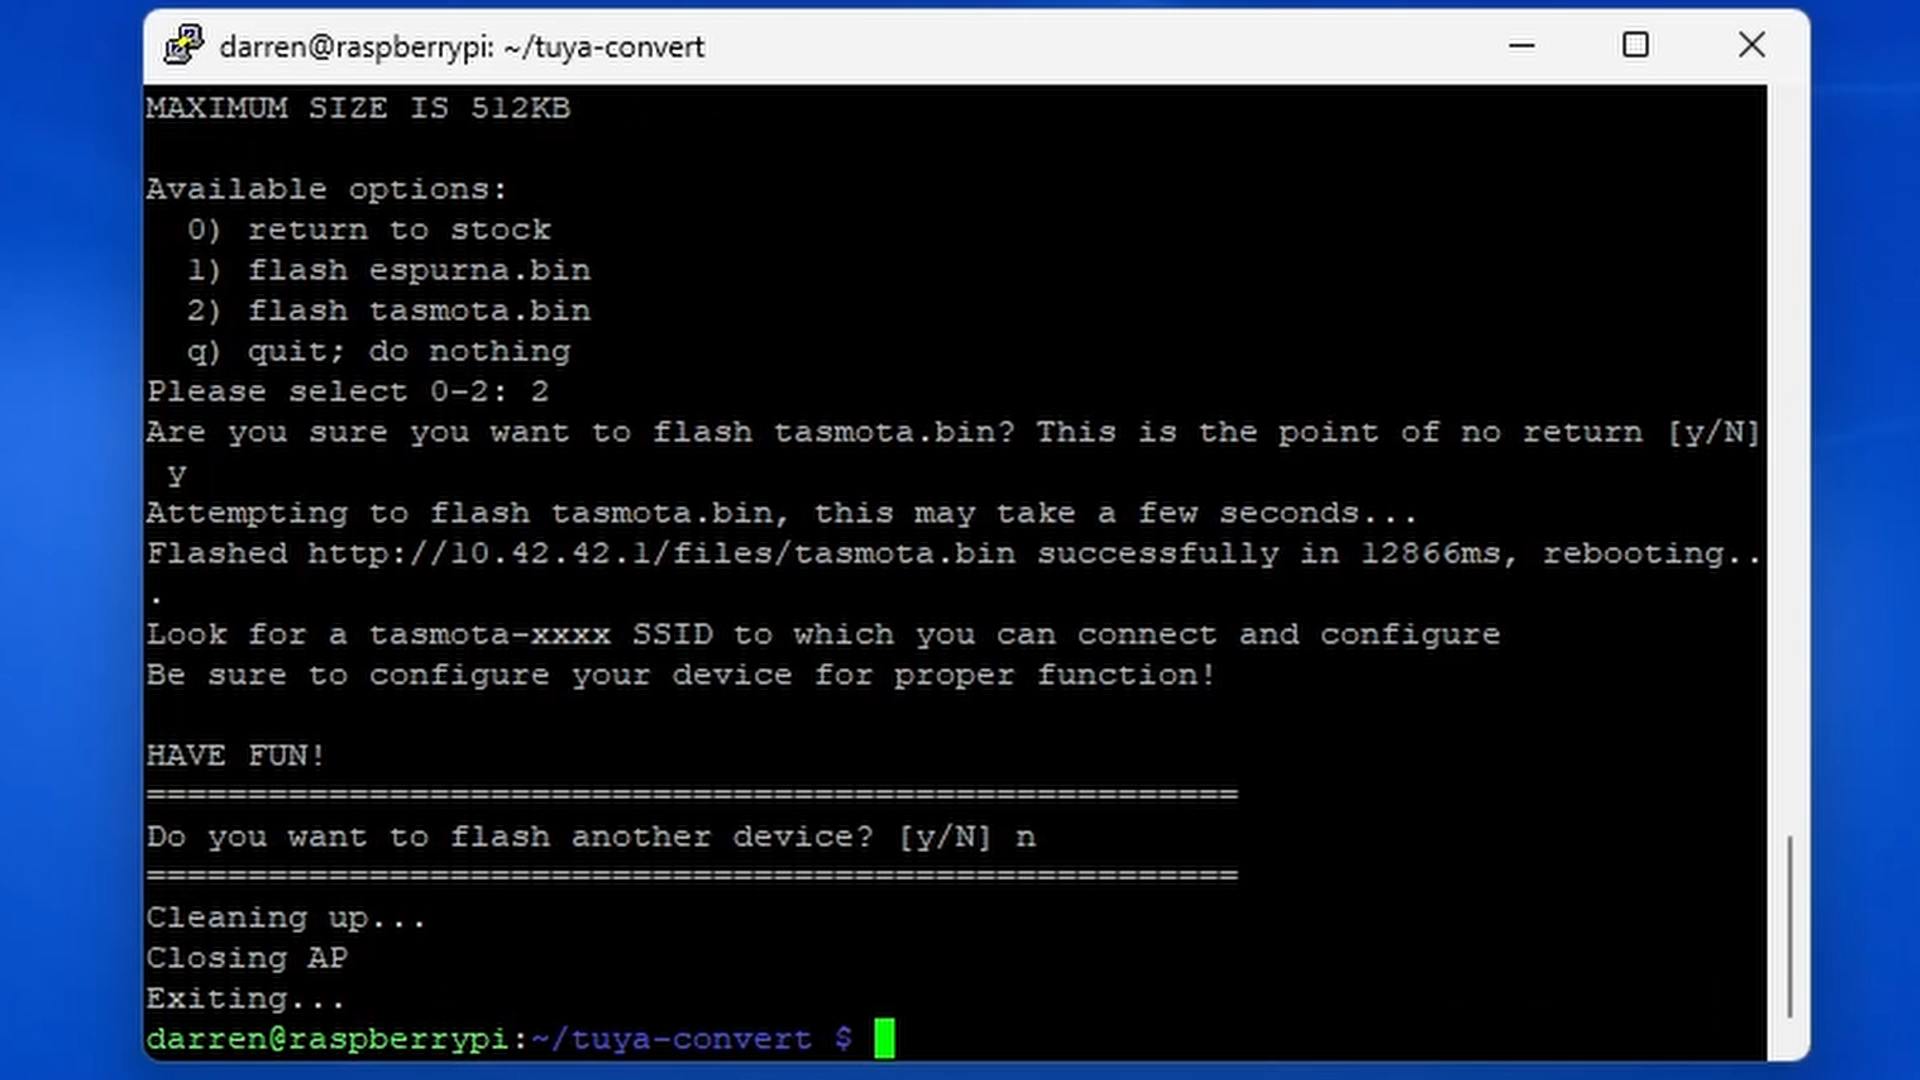 darren@raspberrypi: ~/tuya-convert
MAXIMUM SIZE IS 512KB
Available options:
0) return to stock
1) flash espurna.bin
2) flash tasmota.bin
q) quit; do nothing
Please select 0-2: 2
Are you sure you want to flash tasmota.bin? This is the point of no return [y/N]
y
Attempting to flash tasmota.bin, this may take a few seconds...
Flashed http://10.42.42.1/files/tasmota.bin successfully in 12866ms, rebooting..
.
Look for a tasmota-xxxx SSID to which you can connect and configure
Be sure to configure your device for proper function!
HAVE FUN!
======================================================
Do you want to flash another device? [y/N] n
======================================================
Cleaning up...
Closing AP
Exiting...
darren@raspberrypi:~/tuya-convert $